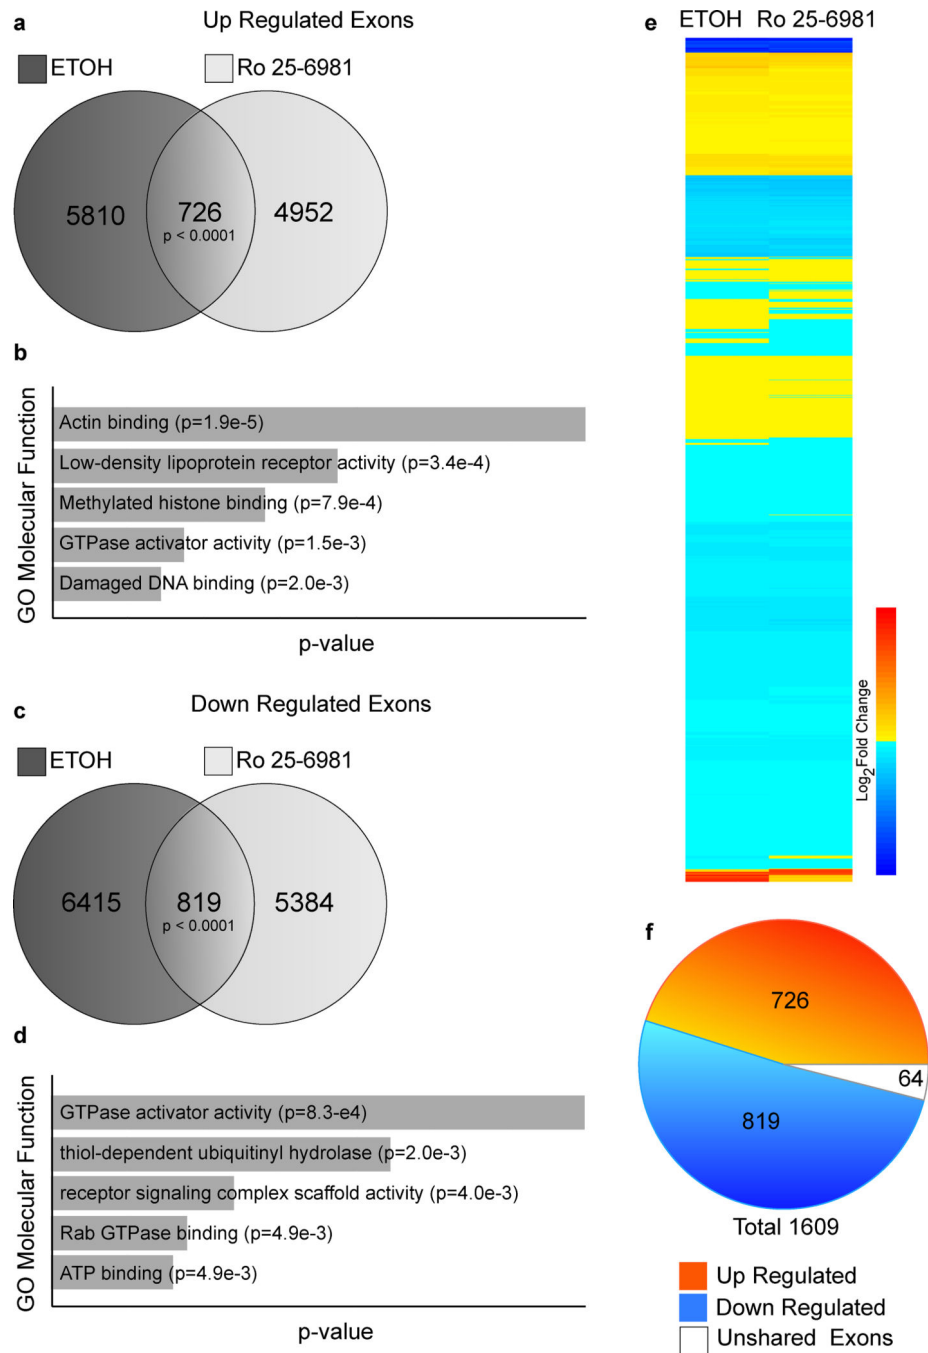 a
Up Regulated Exons
ETOH
Ro 25-6981
5810
726
p < 0.0001
4952
b
GO Molecular Function
Actin binding (p=1.9e-5)
Low-density lipoprotein receptor activity (p=3.4e-4)
Methylated histone binding (p=7.9e-4)
GTPase activator activity (p=1.5e-3)
Damaged DNA binding (p=2.0e-3)
p-value
c
Down Regulated Exons
ETOH
Ro 25-6981
6415
819
p < 0.0001
5384
d
GO Molecular Function
GTPase activator activity (p=8.3-e4)
thiol-dependent ubiquitinyl hydrolase (p=2.0e-3)
receptor signaling complex scaffold activity (p=4.0e-3)
Rab GTPase binding (p=4.9e-3)
ATP binding (p=4.9e-3)
p-value
e
ETOH Ro 25-6981
Log2Fold Change
f
726
64
819
Total 1609
Up Regulated
Down Regulated
Unshared Exons